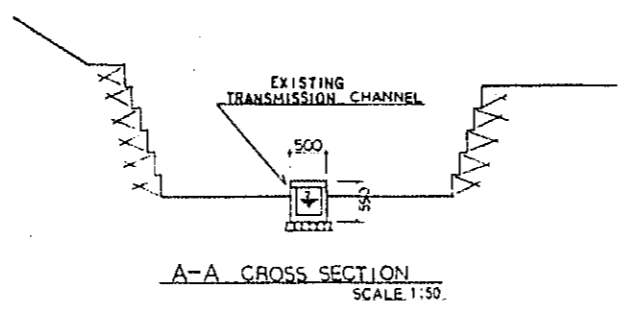 EXISTING
TRANSMISSION CHANNEL
500
550
A-A CROSS SECTION
SCALE 1:50